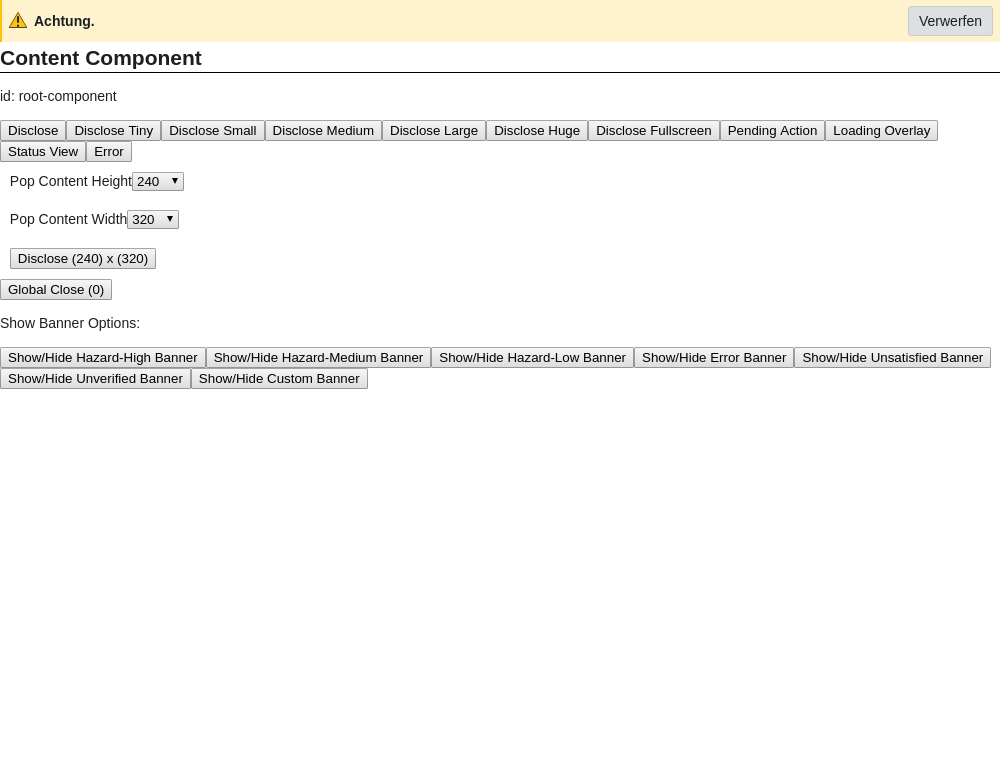 Achtung. Verwerfen
Content Component
id: root-component
Disclose Disclose Tiny Disclose Small Disclose Medium Disclose Large Disclose Huge Disclose Fullscreen Pending Action Loading Overlay
Status View Error
Pop Content Height 240
Pop Content Width 320
Disclose (240) x (320)
Global Close (0)
Show Banner Options:
Show/Hide Hazard-High Banner Show/Hide Hazard-Medium Banner Show/Hide Hazard-Low Banner Show/Hide Error Banner Show/Hide Unsatisfied Banner
Show/Hide Unverified Banner Show/Hide Custom Banner